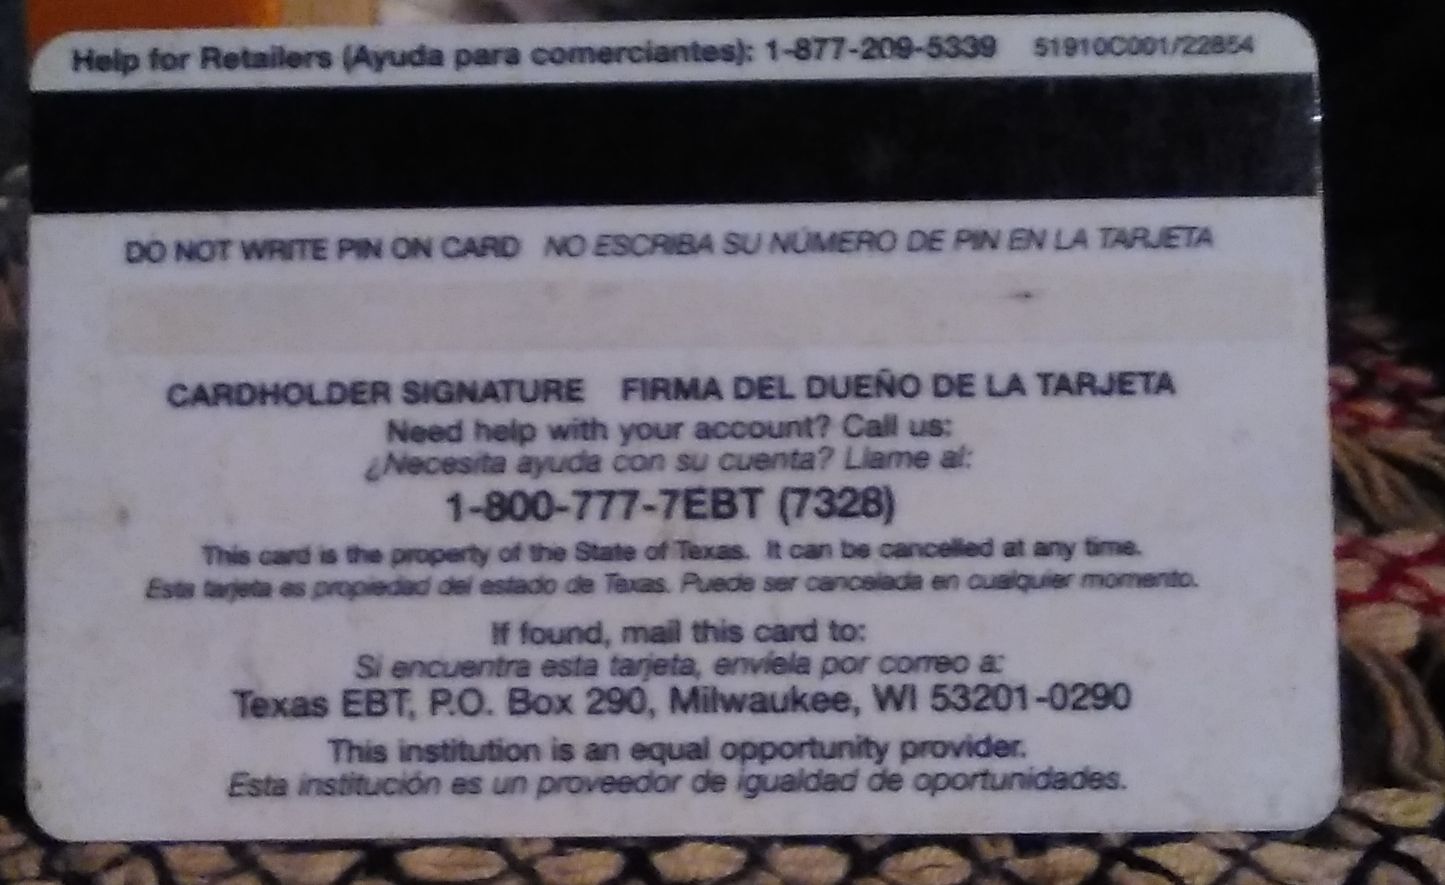 Help for Retailers (Ayuda para comerciantes): 1-877-209-5339 51910C001/22854
DO NOT WRITE PIN ON CARD NO ESCRIBA SU NÚMERO DE PIN EN LA TARJETA
CARDHOLDER SIGNATURE FIRMA DEL DUEÑO DE LA TARJETA
Need help with your account? Call us:
¿Necesita ayuda con su cuenta? Llame al:
1-800-777-7EBT (7328)
This card is the property of the State of Texas. It can be cancelled at any time.
Esta tarjeta es propiedad del estado de Texas. Puede ser cancelada en cualquier momento.
If found, mail this card to:
Si encuentra esta tarjeta, envíela por correo a:
Texas EBT, P.O. Box 290, Milwaukee, WI 53201-0290
This institution is an equal opportunity provider.
Esta institución es un proveedor de igualdad de oportunidades.